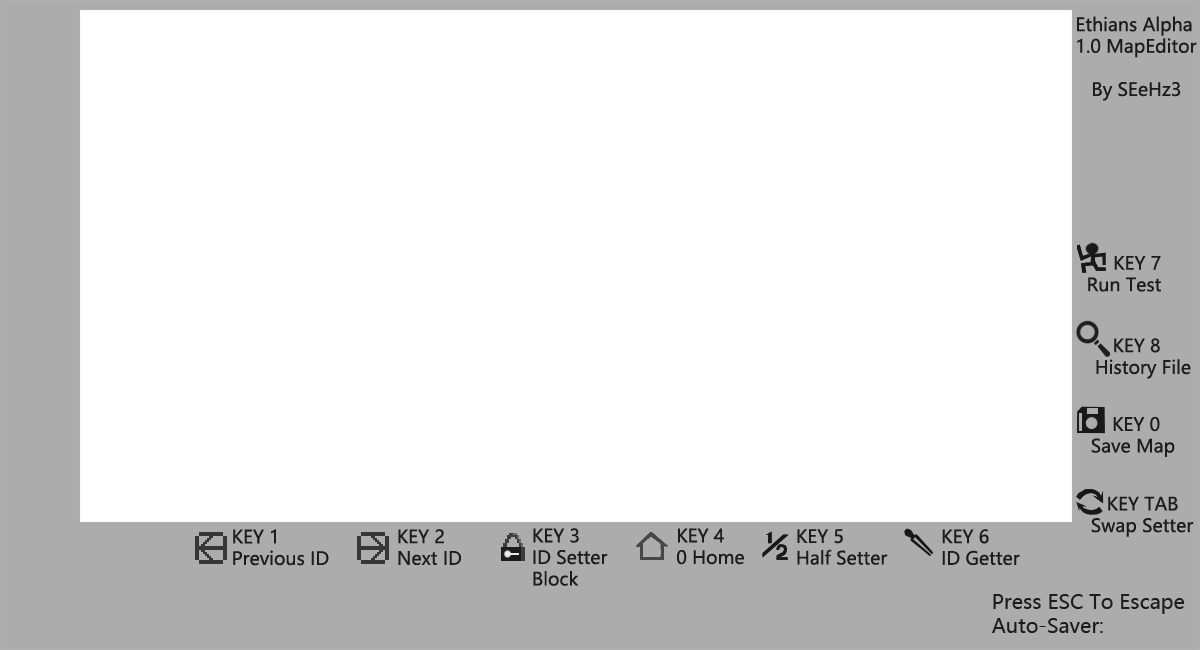 Ethians Alpha
1.0 MapEditor
By SEeHz3
KEY 7
Run Test
KEY 8
History File
KEY 0
Save Map
KEY TAB
Swap Setter
KEY 1
Previous ID
KEY 2
Next ID
KEY 3
ID Setter
Block
KEY 4
0 Home
1/2
KEY 5
Half Setter
KEY 6
ID Getter
Press ESC To Escape
Auto-Saver: